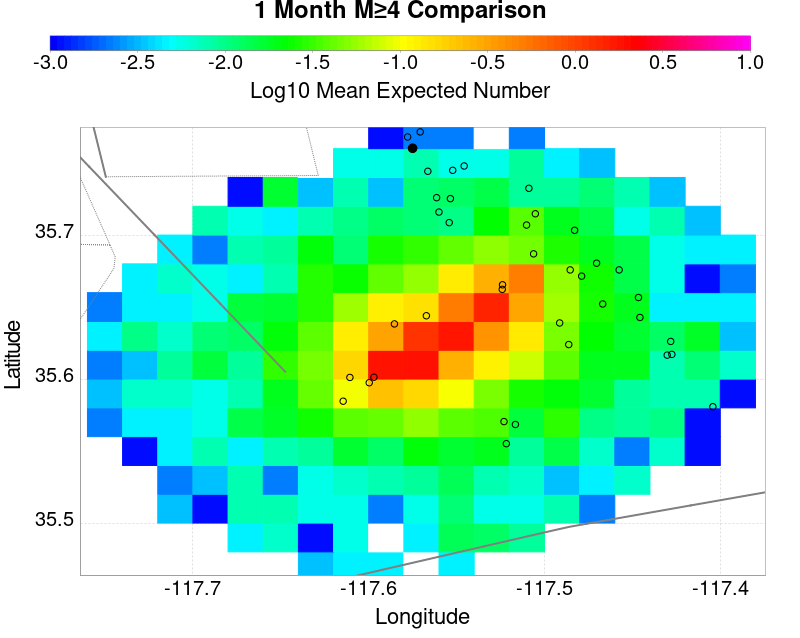 1 Month M≥4 Comparison
-3.0 -2.5 -2.0 -1.5 -1.0 -0.5 0.0 0.5 1.0
Log10 Mean Expected Number
35.7
35.6
35.5
Latitude
-117.7 -117.6 -117.5 -117.4
Longitude